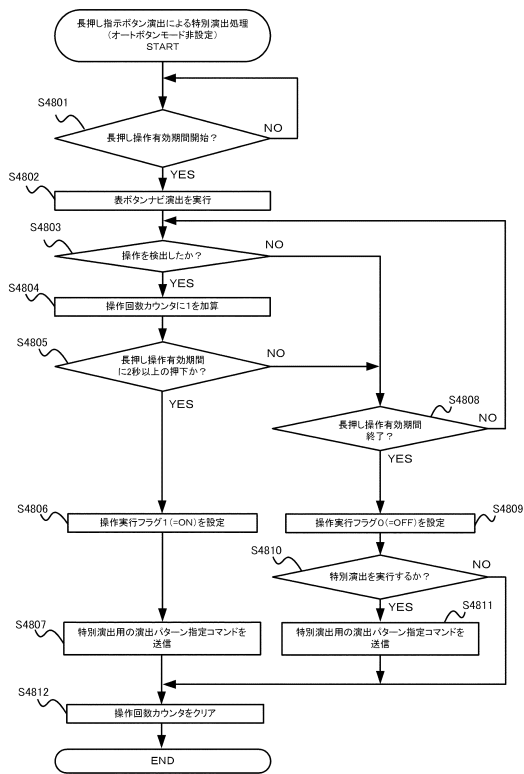 長押し指示ボタン演出による特別演出処理
(オートボタンモード非設定)
START
S4801
長押し操作有効期間開始?
NO
YES
S4802
表ボタンナビ演出を実行
S4803
操作を検出したか?
NO
YES
S4804
操作回数カウンタに1を加算
S4805
長押し操作有効期間
に2秒以上の押下か?
NO
YES
S4808
長押し操作有効期間
終了?
NO
YES
S4806
操作実行フラグ1(=ON)を設定
S4809
操作実行フラグ0(=OFF)を設定
S4810
特別演出を実行するか?
NO
YES
S4807
特別演出用の演出パターン指定コマンドを
送信
S4811
特別演出用の演出パターン指定コマンドを
送信
S4812
操作回数カウンタをクリア
END